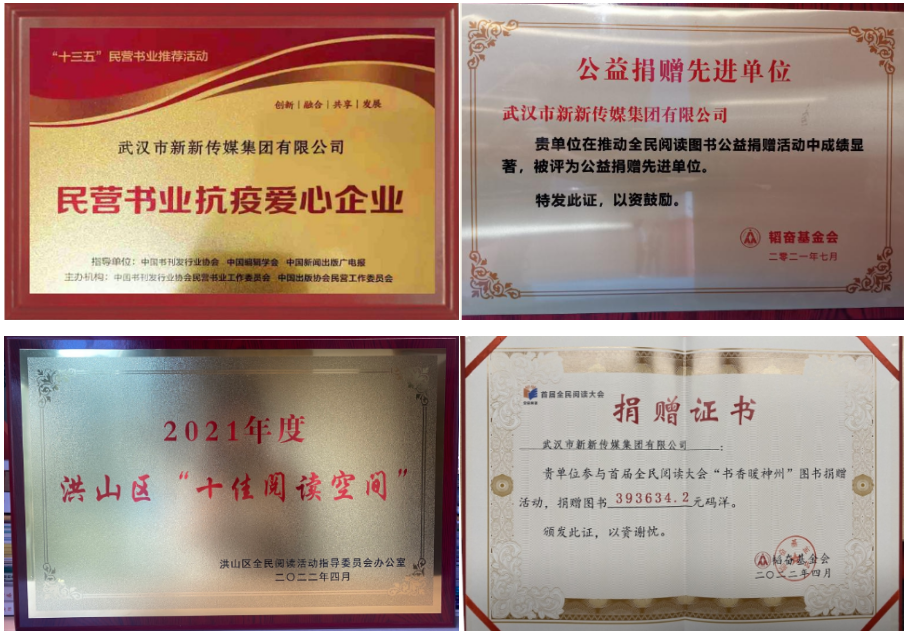 “十三五”民营书业推荐活动
创新|融合|共享|发展
武汉市新新传媒集团有限公司
民营书业抗疫爱心企业
指导单位：中国书刊发行业协会 中国编辑学会 中国新闻出版广电报
主办机构：中国书刊发行业协会民营书业工作委员会 中国出版协会民营工作委员会
公益捐赠先进单位
武汉市新新传媒集团有限公司
贵单位在推动全民阅读图书公益捐赠活动中成绩显
著，被评为公益捐赠先进单位。
特发此证，以资鼓励。
韬奋基金会
二零二一年七月
2021年度
洪山区“十佳阅读空间”
洪山区全民阅读活动指导委员会办公室
二〇二二年四月
首届全民阅读大会
捐赠证书
武汉市新新传媒集团有限公司：
贵单位参与首届全民阅读大会“书香暖神州”图书捐赠
活动，捐赠图书393634.2元码洋。
颁发此证，以资谢忱。
韬奋基金会
二〇二二年四月